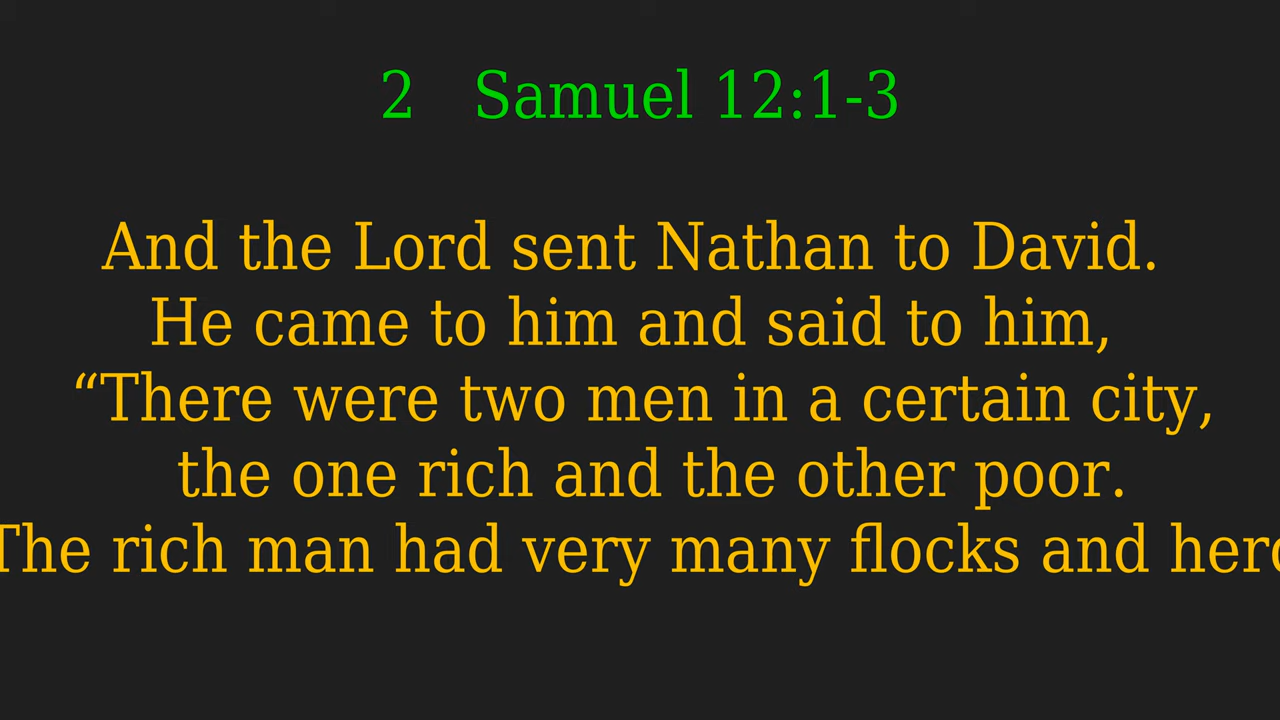 2 Samuel 12:1-3
And the Lord sent Nathan to David.
He came to him and said to him,
“There were two men in a certain city,
the one rich and the other poor.
The rich man had very many flocks and